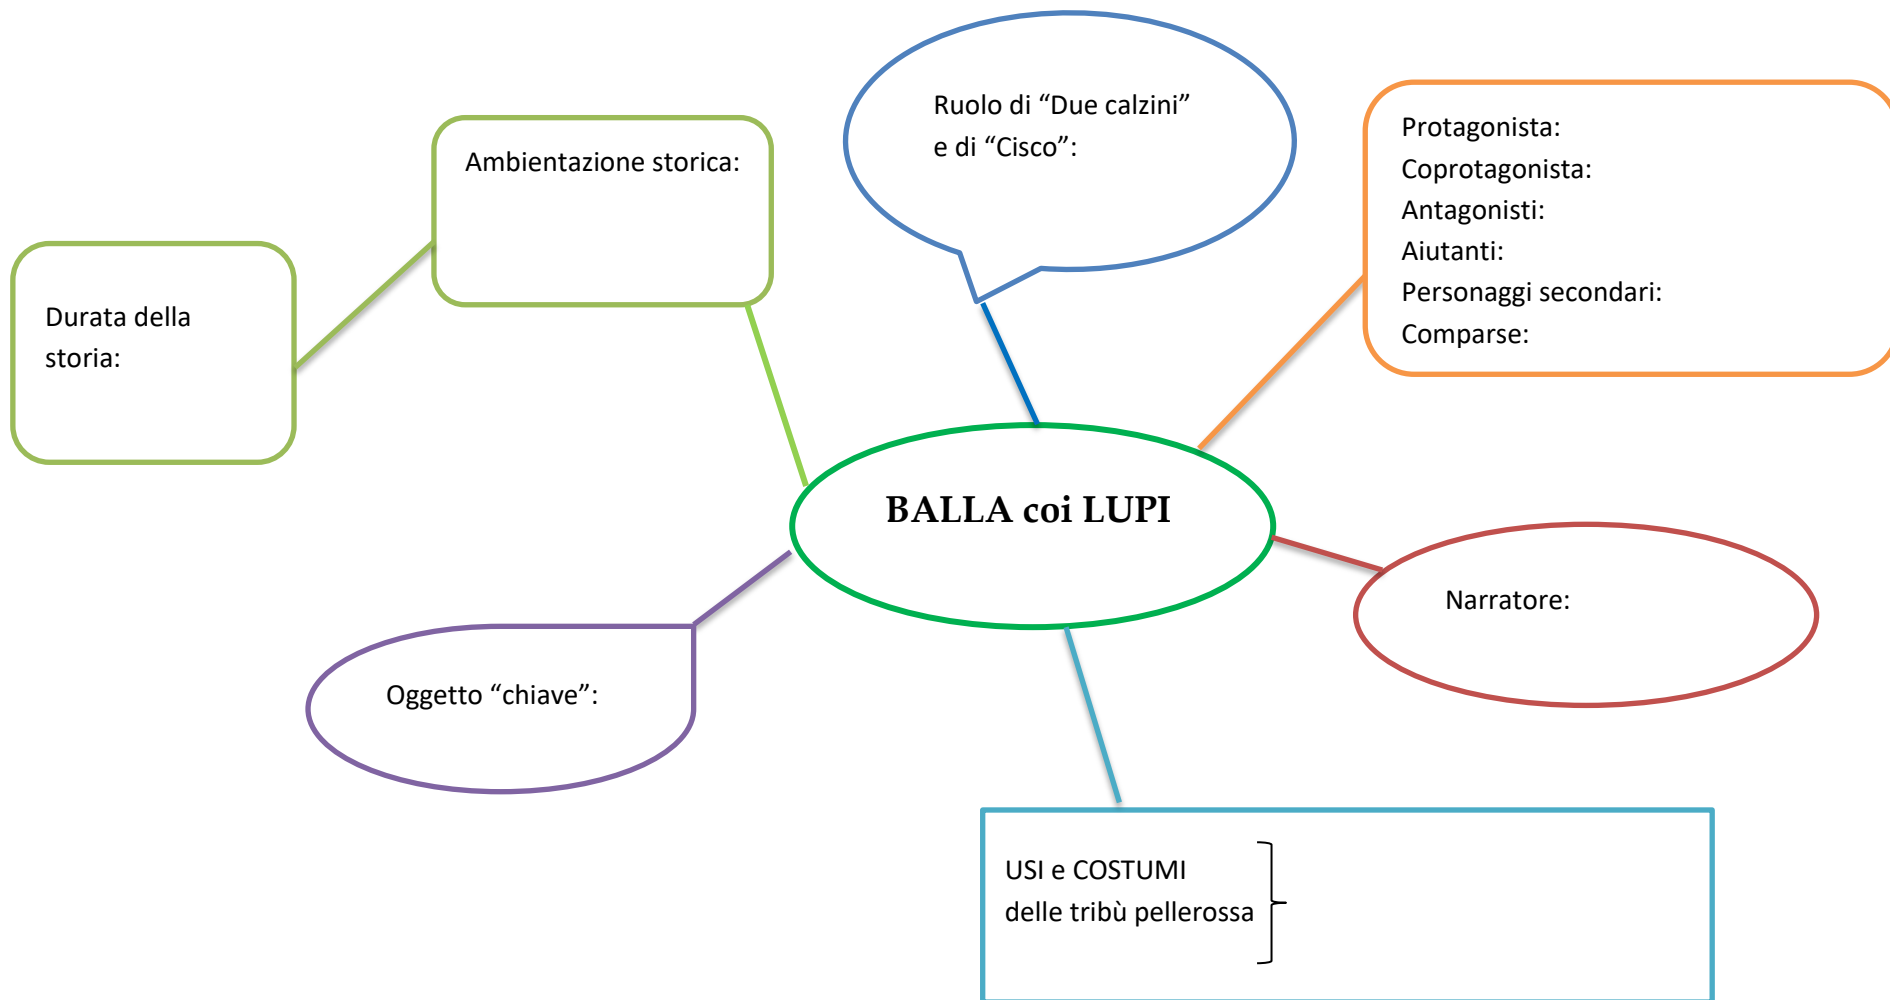 Ruolo di “Due calzini”
e di “Cisco”:
Protagonista:
Coprotagonista:
Antagonisti:
Aiutanti:
Personaggi secondari:
Comparse:
Ambientazione storica:
Durata della
storia:
BALLA coi LUPI
Narratore:
Oggetto “chiave”:
USI e COSTUMI
delle tribù pellerossa